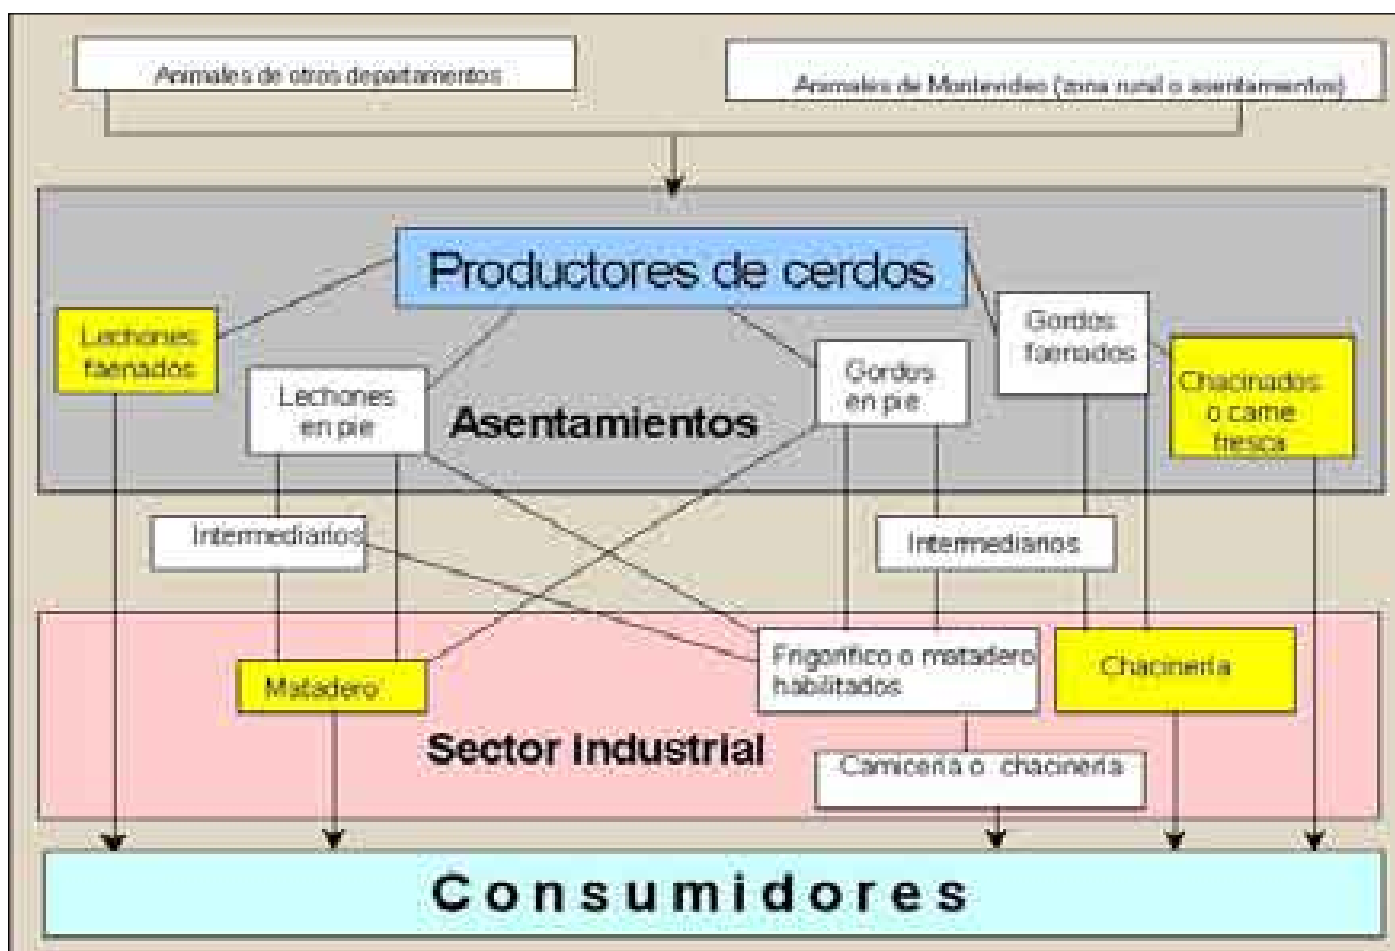 Animales de otros departamentos
Animales de Montevideo (zona rural o asentamientos)
Productores de cerdos
Lechones
faenados
Lechones
en pie
Asentamientos
Gordos
en pie
Gordos
faenados
Chacinados
o carne
fresca
Intermediarios
Intermediarios
Matadero
Frigorífico o matadero
habilitados
Chacinería
Sector Industrial
Carnicería o chacinería
Consumidores